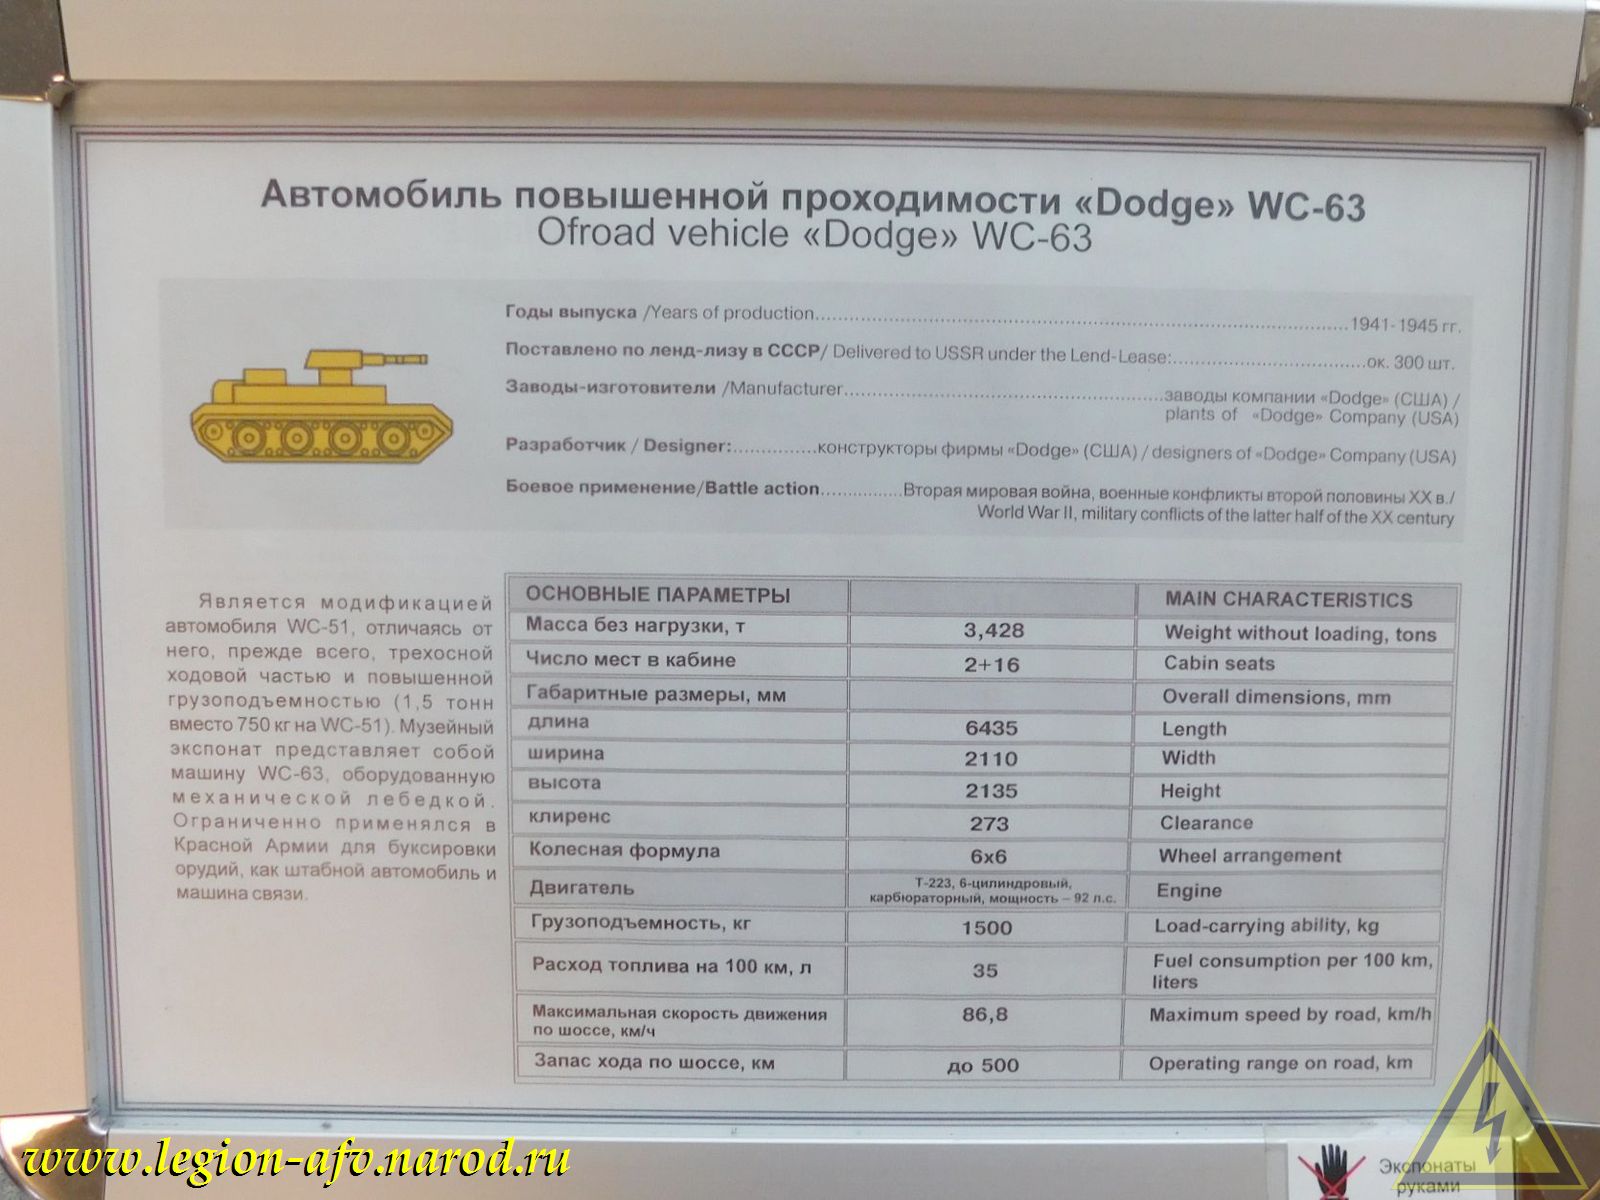 Автомобиль повышенной проходимости «Dodge» WC-63
Ofroad vehicle «Dodge» WC-63
Годы выпуска /Years of production..........1941-1945 гг.
Поставлено по ленд-лизу в СССР/ Delivered to USSR under the Lend-Lease:..........ок. 300 шт.
Заводы-изготовители /Manufacturer..........заводы компании «Dodge» (США) /
plants of «Dodge» Company (USA)
Разработчик / Designer:..........конструкторы фирмы «Dodge» (США) / designers of «Dodge» Company (USA)
Боевое применение/Battle action..........Вторая мировая война, военные конфликты второй половины XX в./
World War II, military conflicts of the latter half of the XX century
Является модификацией
автомобиля WC-51, отличаясь от
него, прежде всего, трехосной
ходовой частью и повышенной
грузоподъемностью (1,5 тонн
вместо 750 кг на WC-51). Музейный
экспонат представляет собой
машину WC-63, оборудованную
механической лебедкой.
Ограниченно применялся в
Красной Армии для буксировки
орудий, как штабной автомобиль и
машина связи.
ОСНОВНЫЕ ПАРАМЕТРЫ MAIN CHARACTERISTICS
Масса без нагрузки, т 3,428 Weight without loading, tons
Число мест в кабине 2+16 Cabin seats
Габаритные размеры, мм Overall dimensions, mm
длина 6435 Length
ширина 2110 Width
высота 2135 Height
клиренс 273 Clearance
Колесная формула 6х6 Wheel arrangement
Двигатель Т-223, 6-цилиндровый, Engine
карбюраторный, мощность – 92 л.с.
Грузоподъемность, кг 1500 Load-carrying ability, kg
Расход топлива на 100 км, л 35 Fuel consumption per 100 km,
liters
Максимальная скорость движения 86,8 Maximum speed by road, km/h
по шоссе, км/ч
Запас хода по шоссе, км до 500 Operating range on road, km
www.legion-afv.narod.ru
Экспонаты
руками